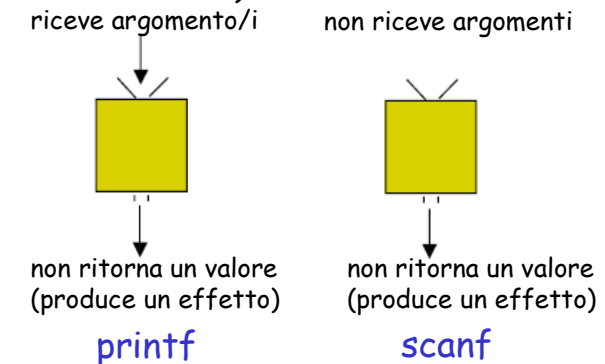 riceve argomento/i
non riceve argomenti
non ritorna un valore
(produce un effetto)
non ritorna un valore
(produce un effetto)
printf
scanf